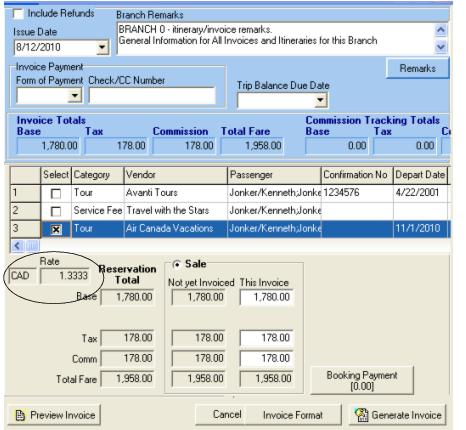 Include Refunds
Branch Remarks
Issue Date
8/12/2010
BRANCH 0 - itinerary/invoice remarks.
General Information for All Invoices and Itineraries for this Branch
Invoice Payment
Form of Payment Check/CC Number
Trip Balance Due Date
Remarks
Invoice Totals Commission Tracking Totals
Base Tax Commission Total Fare Base Tax
1,780.00 178.00 178.00 1,958.00 0.00 0.00
Select Category Vendor Passenger Confirmation No Depart Date
1 Tour Avanti Tours Jonker/Kenneth;Jonke 1234576 4/22/2001
2 Service Fee Travel with the Stars Jonker/Kenneth;Jonke
3 Tour Air Canada Vacations Jonker/Kenneth;Jonke 11/1/2010
Rate
CAD 1.3333
Reservation Total
Sale
Not yet Invoiced This Invoice
Base 1,780.00 1,780.00 1,780.00
Tax 178.00 178.00 178.00
Comm 178.00 178.00 178.00
Total Fare 1,958.00 1,958.00 1,958.00
Booking Payment
[0.00]
Preview Invoice Cancel Invoice Format Generate Invoice